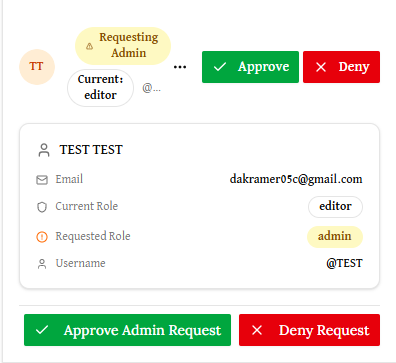 TT
Requesting
Admin
Current:
editor
@...
...
Approve
Deny
TEST TEST
Email
dakramer05c@gmail.com
Current Role
editor
Requested Role
admin
Username
@TEST
Approve Admin Request
Deny Request